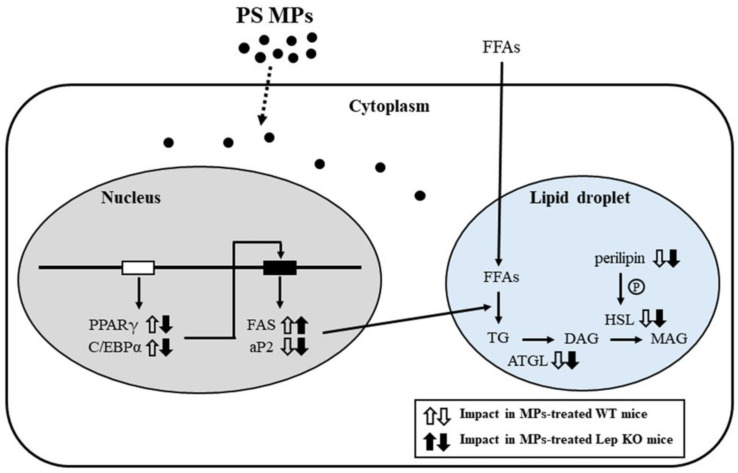 PS MPs
FFAs
Cytoplasm
Nucleus
Lipid droplet
PPARγ
C/EBPα
FAS
aP2
FFAs
perilipin
P
HSL
TG
DAG
MAG
ATGL
Impact in MPs-treated WT mice
Impact in MPs-treated Lep KO mice